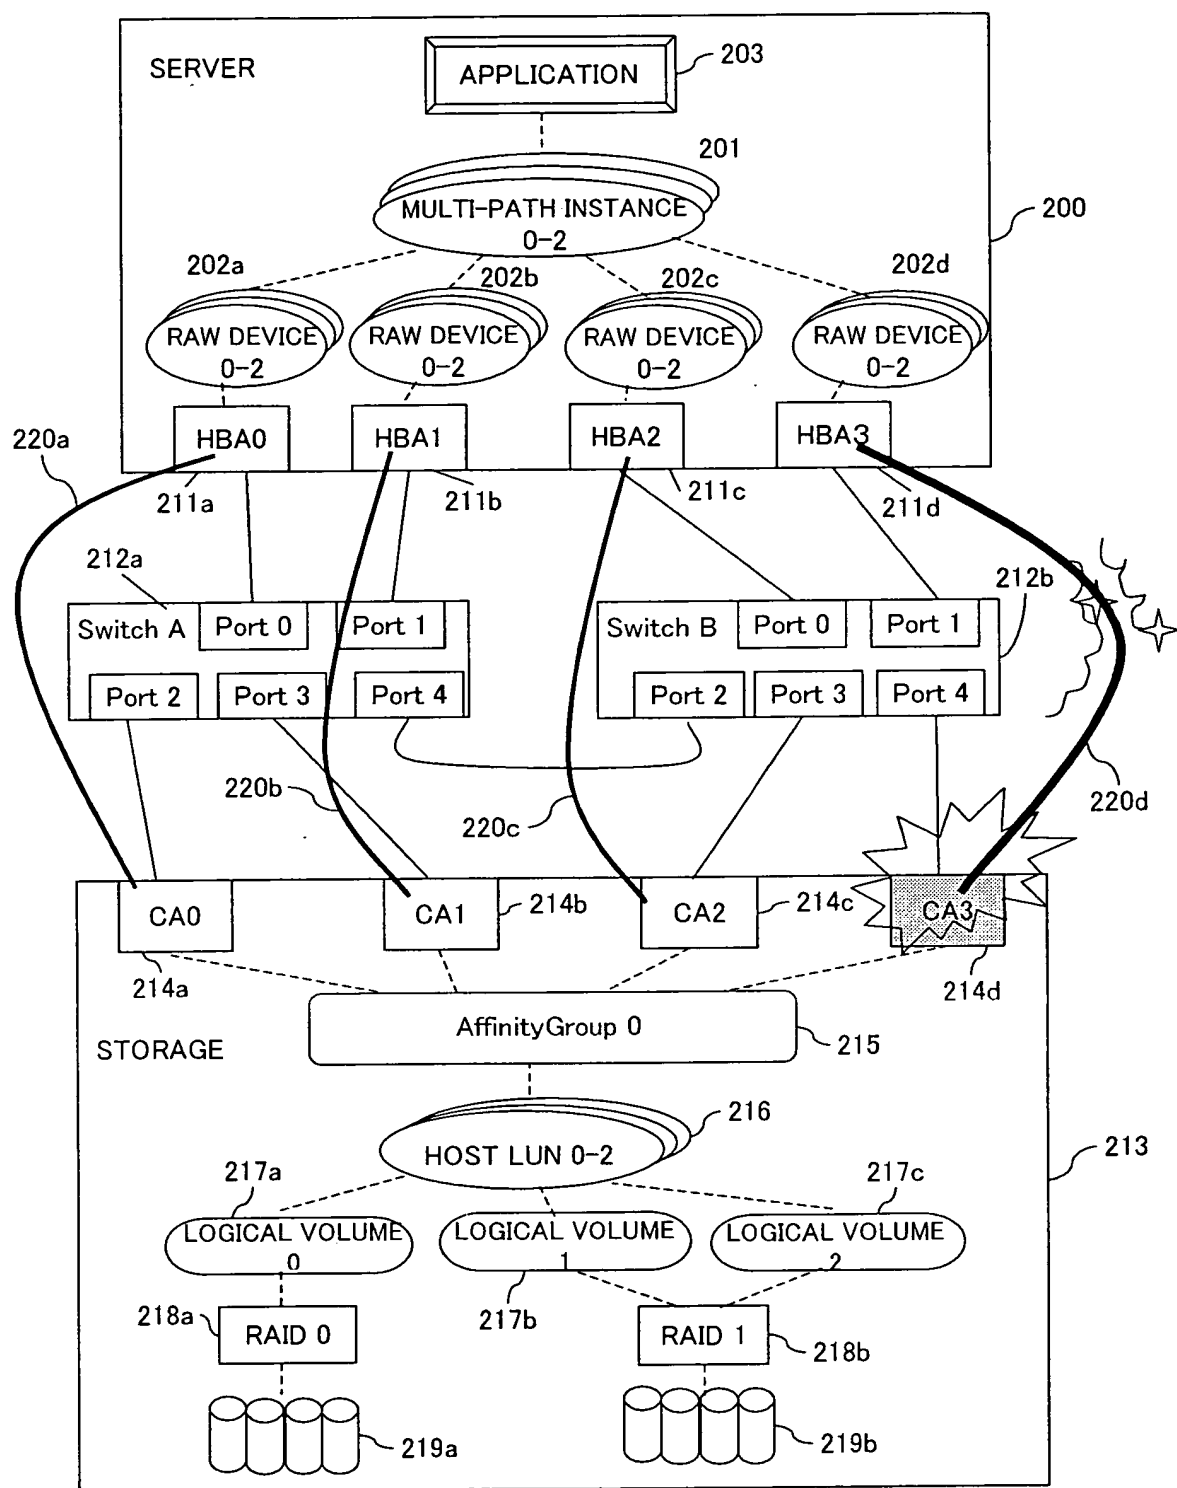 SERVER
APPLICATION
203
201
MULTI-PATH INSTANCE
0-2
200
202a
202b
202c
202d
RAW DEVICE
0-2
RAW DEVICE
0-2
RAW DEVICE
0-2
RAW DEVICE
0-2
220a
HBA0
HBA1
HBA2
HBA3
211a
211b
211c
211d
212a
212b
Switch A
Port 0
Port 1
Port 2
Port 3
Port 4
Switch B
Port 0
Port 1
Port 2
Port 3
Port 4
220b
220c
220d
CA0
CA1
214b
CA2
214c
CA3
214a
214d
AffinityGroup 0
215
STORAGE
216
HOST LUN 0-2
213
217a
217c
LOGICAL VOLUME
0
LOGICAL VOLUME
1
LOGICAL VOLUME
2
217b
218a
RAID 0
RAID 1
218b
219a
219b